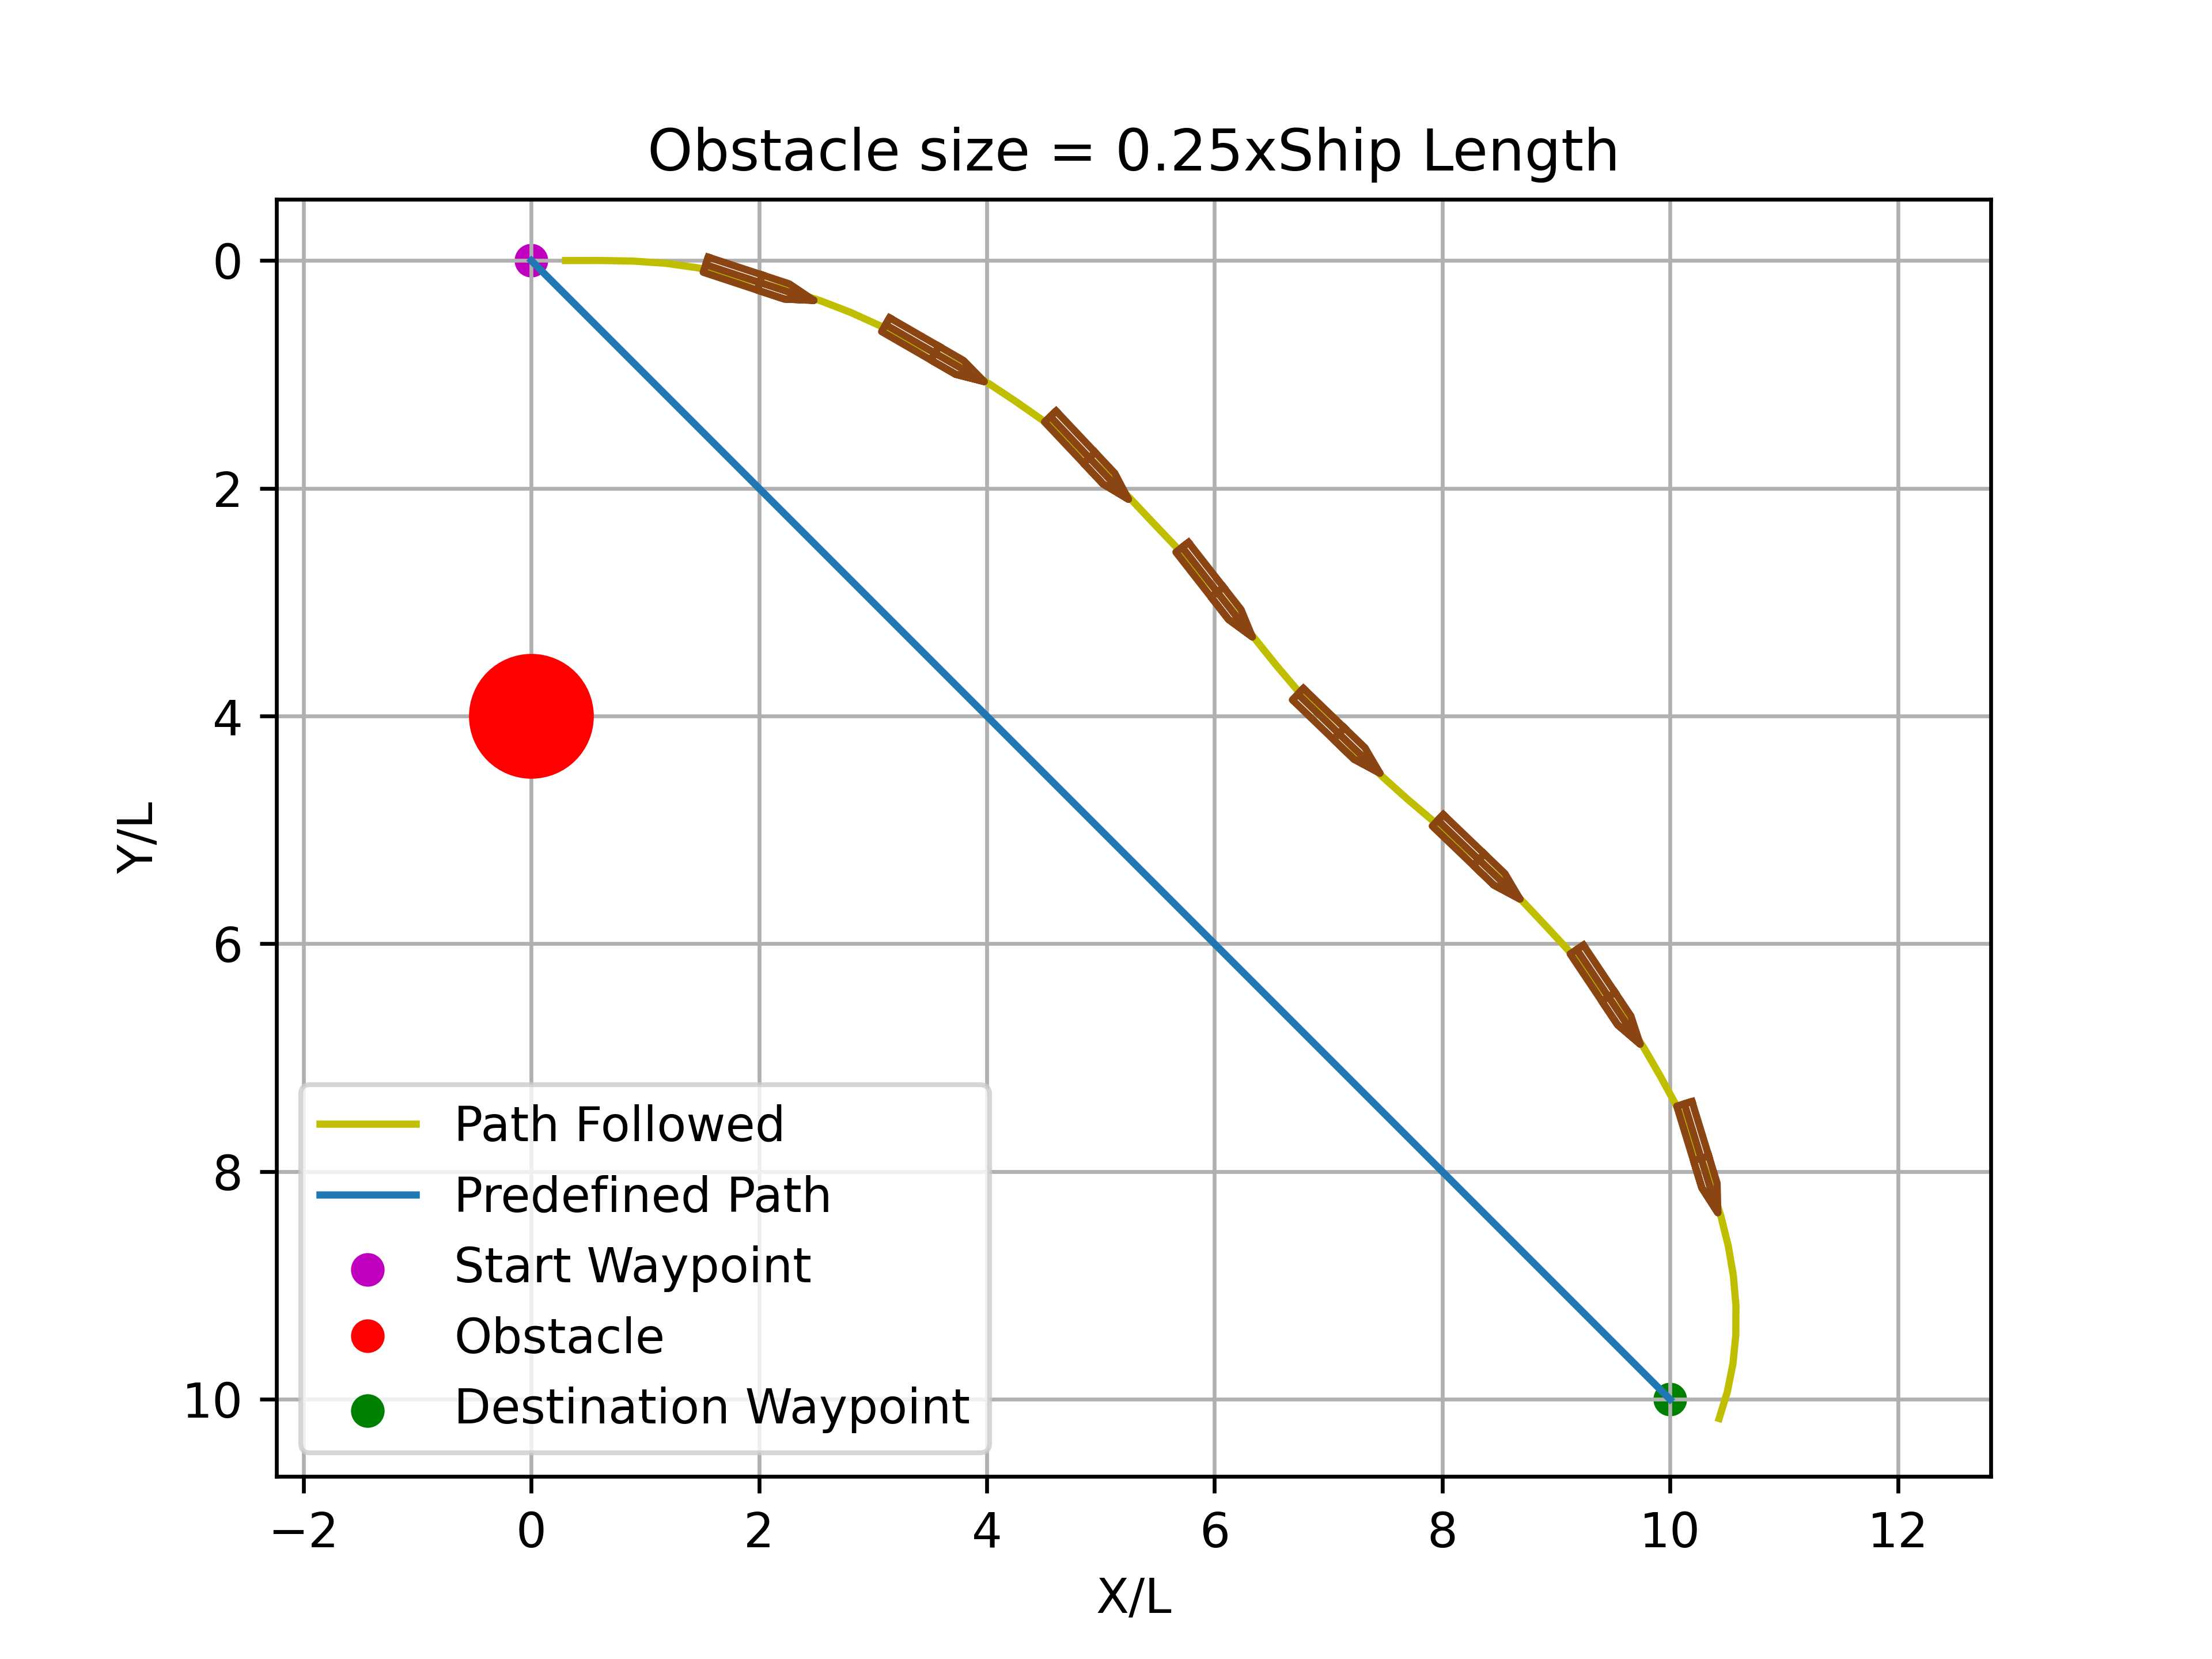 Obstacle size = 0.25xShip Length
0
2
4
6
8
10
Y/L
Path Followed
Predefined Path
Start Waypoint
Obstacle
Destination Waypoint
−2 0 2 4 6 8 10 12
X/L